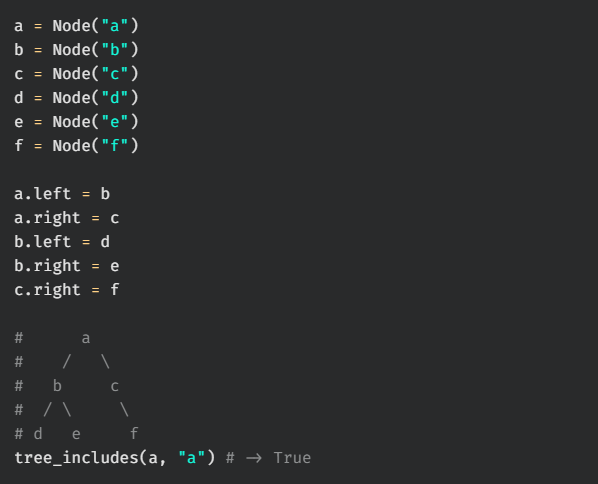 a = Node("a")
b = Node("b")
c = Node("c")
d = Node("d")
e = Node("e")
f = Node("f")

a.left = b
a.right = c
b.left = d
b.right = e
c.right = f

#      a
#    /   \
#   b     c
#  / \     \
# d   e     f
tree_includes(a, "a") # -> True